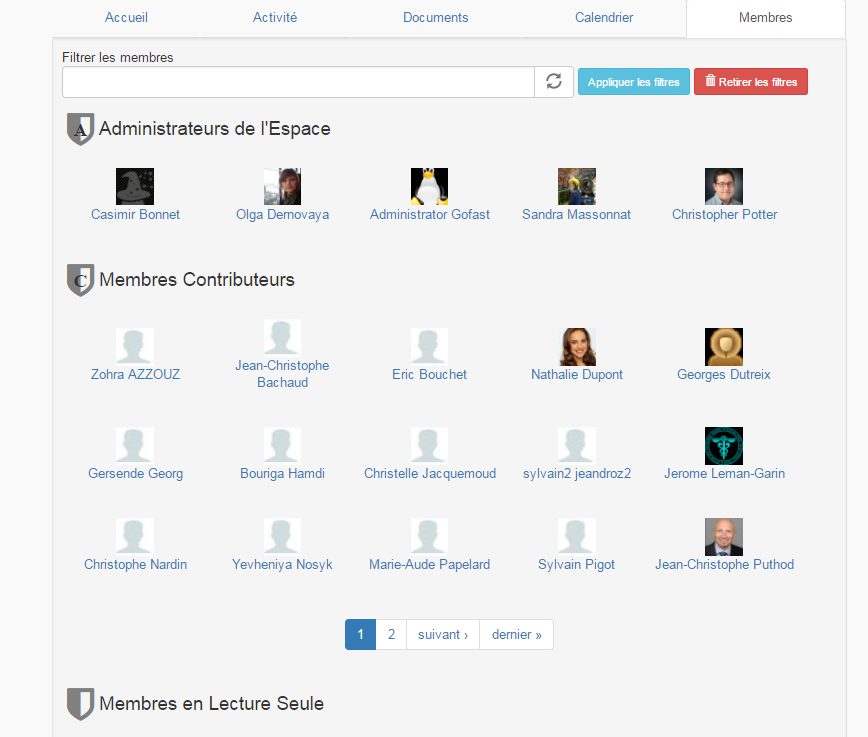 Accueil Activité Documents Calendrier Membres
Filtrer les membres
Appliquer les filtres Retirer les filtres
A Administrateurs de l'Espace
Casimir Bonnet Olga Dernovaya Administrator Gofast Sandra Massonnat Christopher Potter
C Membres Contributeurs
Zohra AZZOUZ Jean-Christophe Bachaud Eric Bouchet Nathalie Dupont Georges Dutreix
Gersende Georg Bouriga Hamdi Christelle Jacquemoud sylvain2 jeandroz2 Jerome Leman-Garin
Christophe Nardin Yevheniya Nosyk Marie-Aude Papelard Sylvain Pigot Jean-Christophe Puthod
1 2 suivant › dernier »
Membres en Lecture Seule